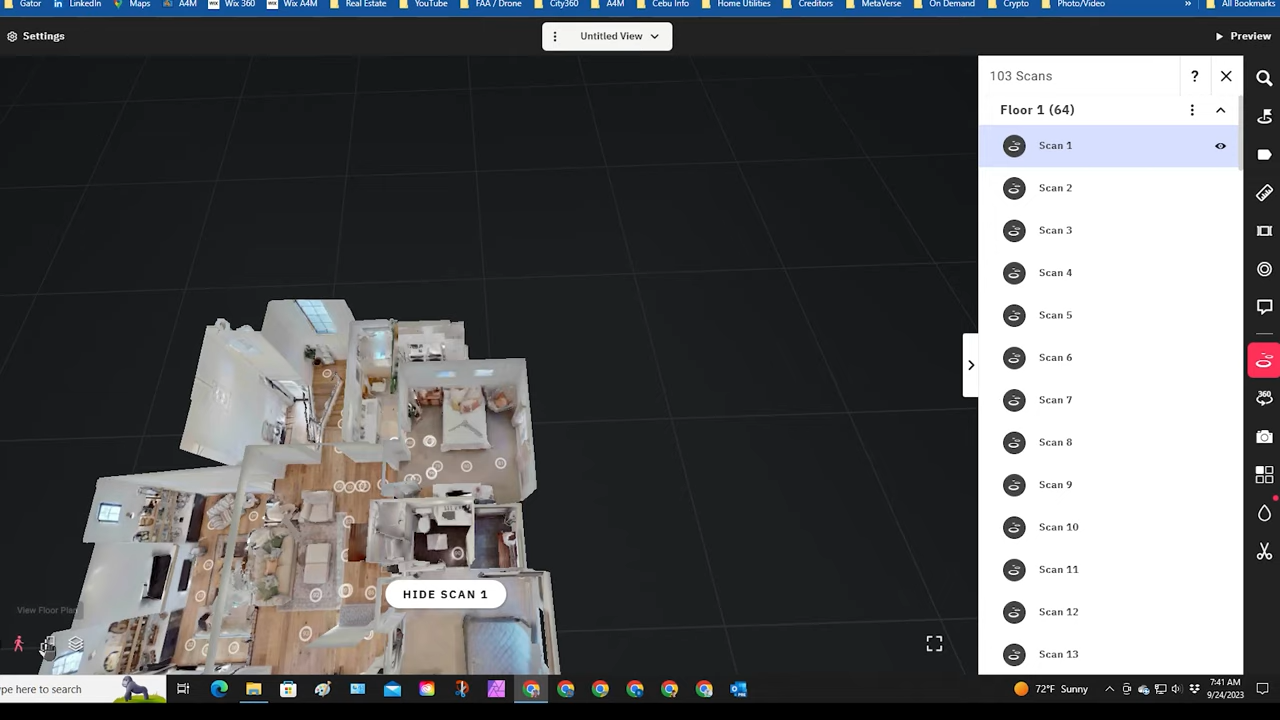 Gator LinkedIn Maps A4M Wix 360 Wix A4M Real Estate YouTube FAA / Drone City360 A4M Cebu Info Home Utilities Creditors MetaVerse On Demand Crypto Photo/Video » All Bookmarks
Settings
Untitled View
Preview
103 Scans
?
Floor 1 (64)
Scan 1
Scan 2
Scan 3
Scan 4
Scan 5
Scan 6
Scan 7
Scan 8
Scan 9
Scan 10
Scan 11
Scan 12
Scan 13
360
HIDE SCAN 1
View Floor Plan
ype here to search
72°F Sunny
7:41 AM
9/24/2023